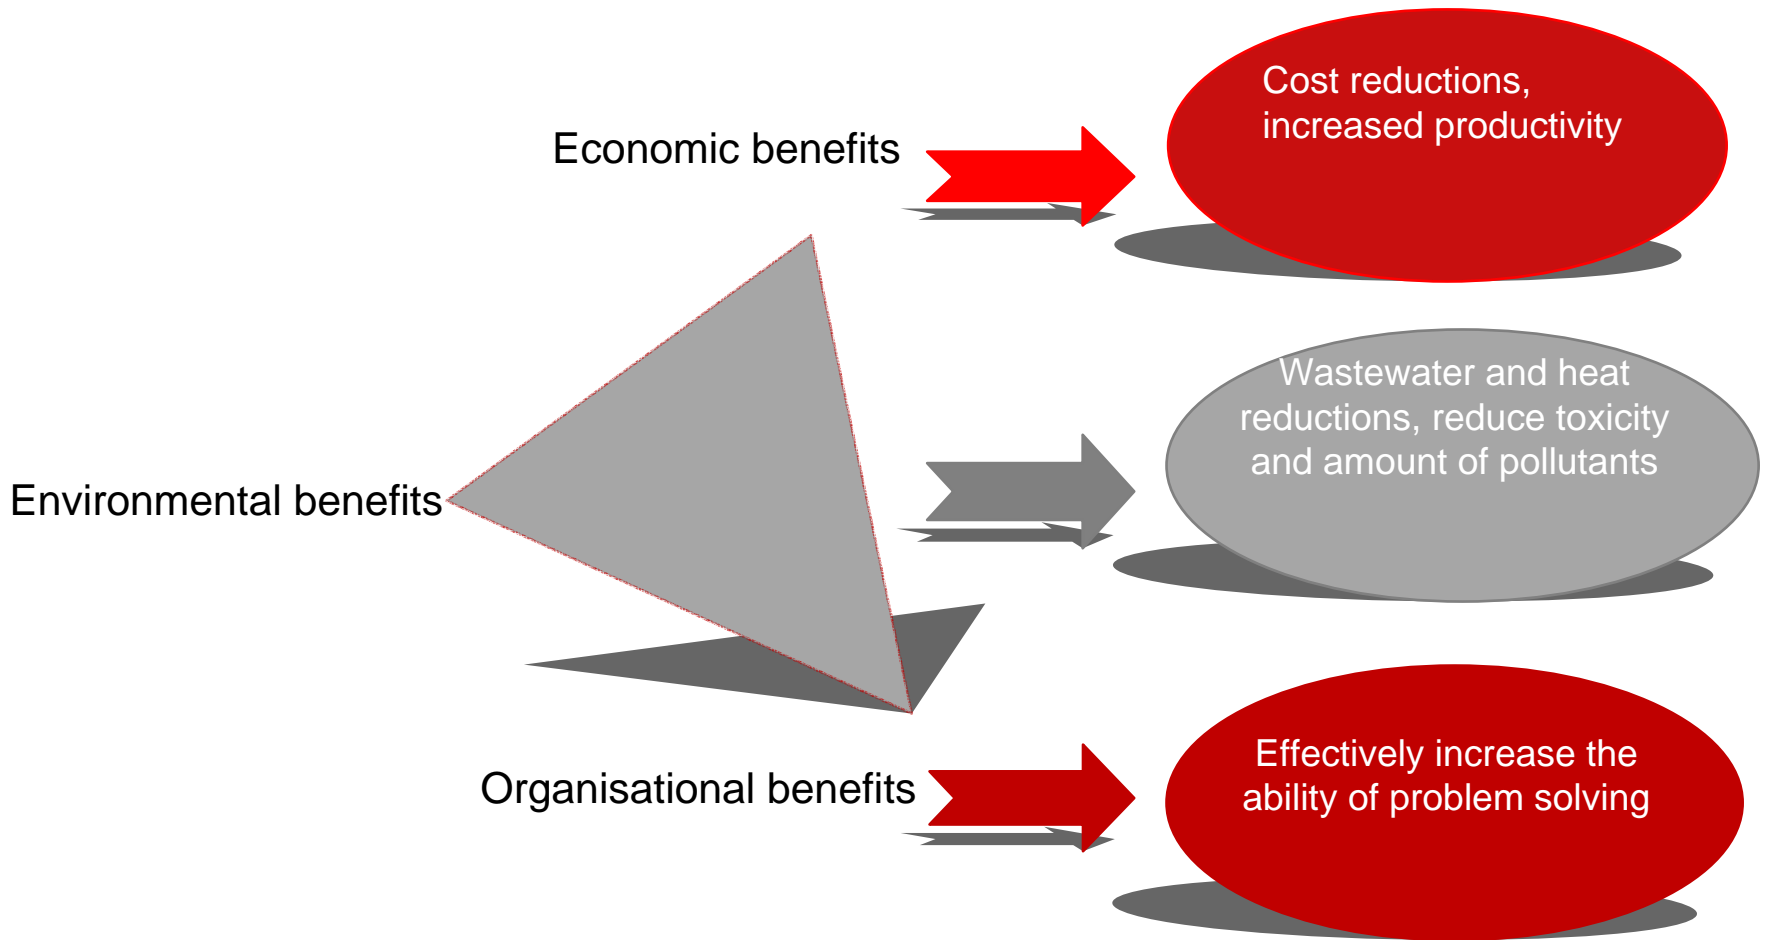 Economic benefits
Cost reductions,
increased productivity
Environmental benefits
Wastewater and heat
reductions, reduce toxicity
and amount of pollutants
Organisational benefits
Effectively increase the
ability of problem solving